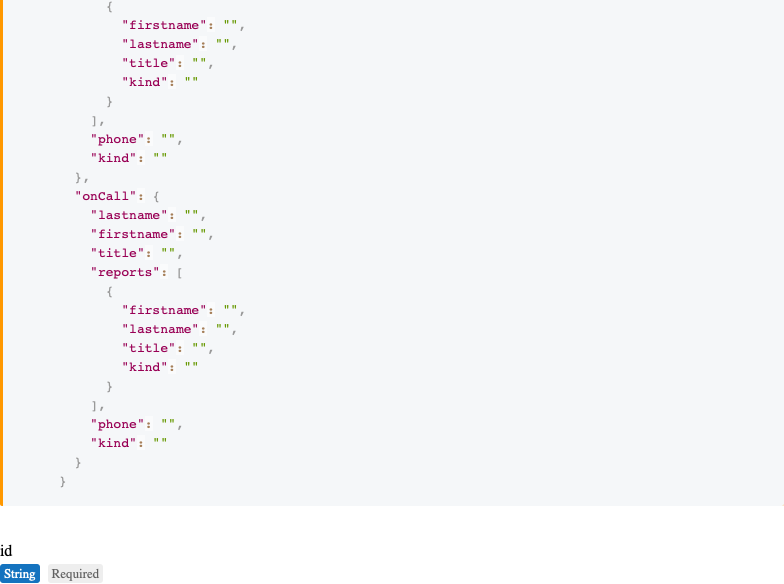 {
"firstname": "",
"lastname": "",
"title": "",
"kind": ""
}
],
"phone": "",
"kind": ""
},
"onCall": {
"lastname": "",
"firstname": "",
"title": "",
"reports": [
{
"firstname": "",
"lastname": "",
"title": "",
"kind": ""
}
],
"phone": "",
"kind": ""
}
}
id
String Required